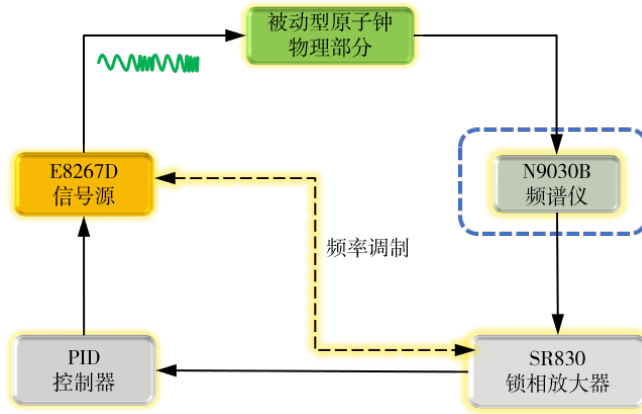 被动型原子钟
物理部分
E8267D
信号源
N9030B
频谱仪
频率调制
PID
控制器
SR830
锁相放大器